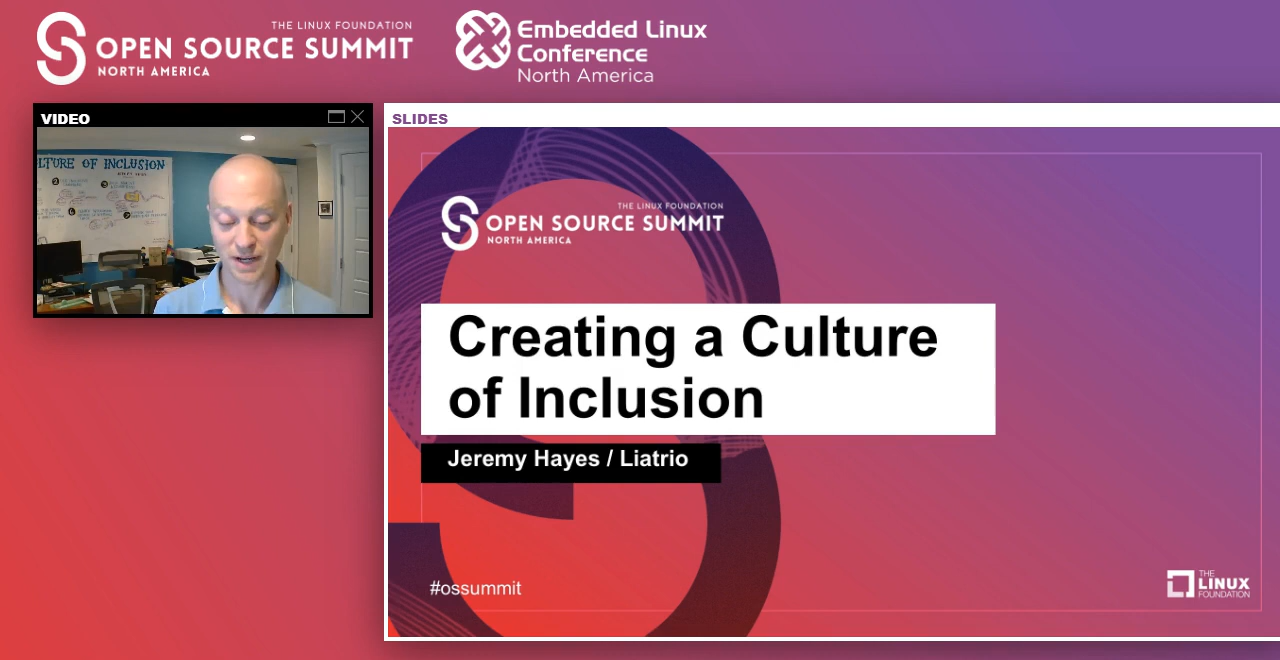 THE LINUX FOUNDATION
OPEN SOURCE SUMMIT
NORTH AMERICA
Embedded Linux
Conference
North America
VIDEO
LTURE OF INCLUSION
SLIDES
THE LINUX FOUNDATION
OPEN SOURCE SUMMIT
NORTH AMERICA
Creating a Culture
of Inclusion
Jeremy Hayes / Liatrio
#ossummit
THE
LINUX
FOUNDATION